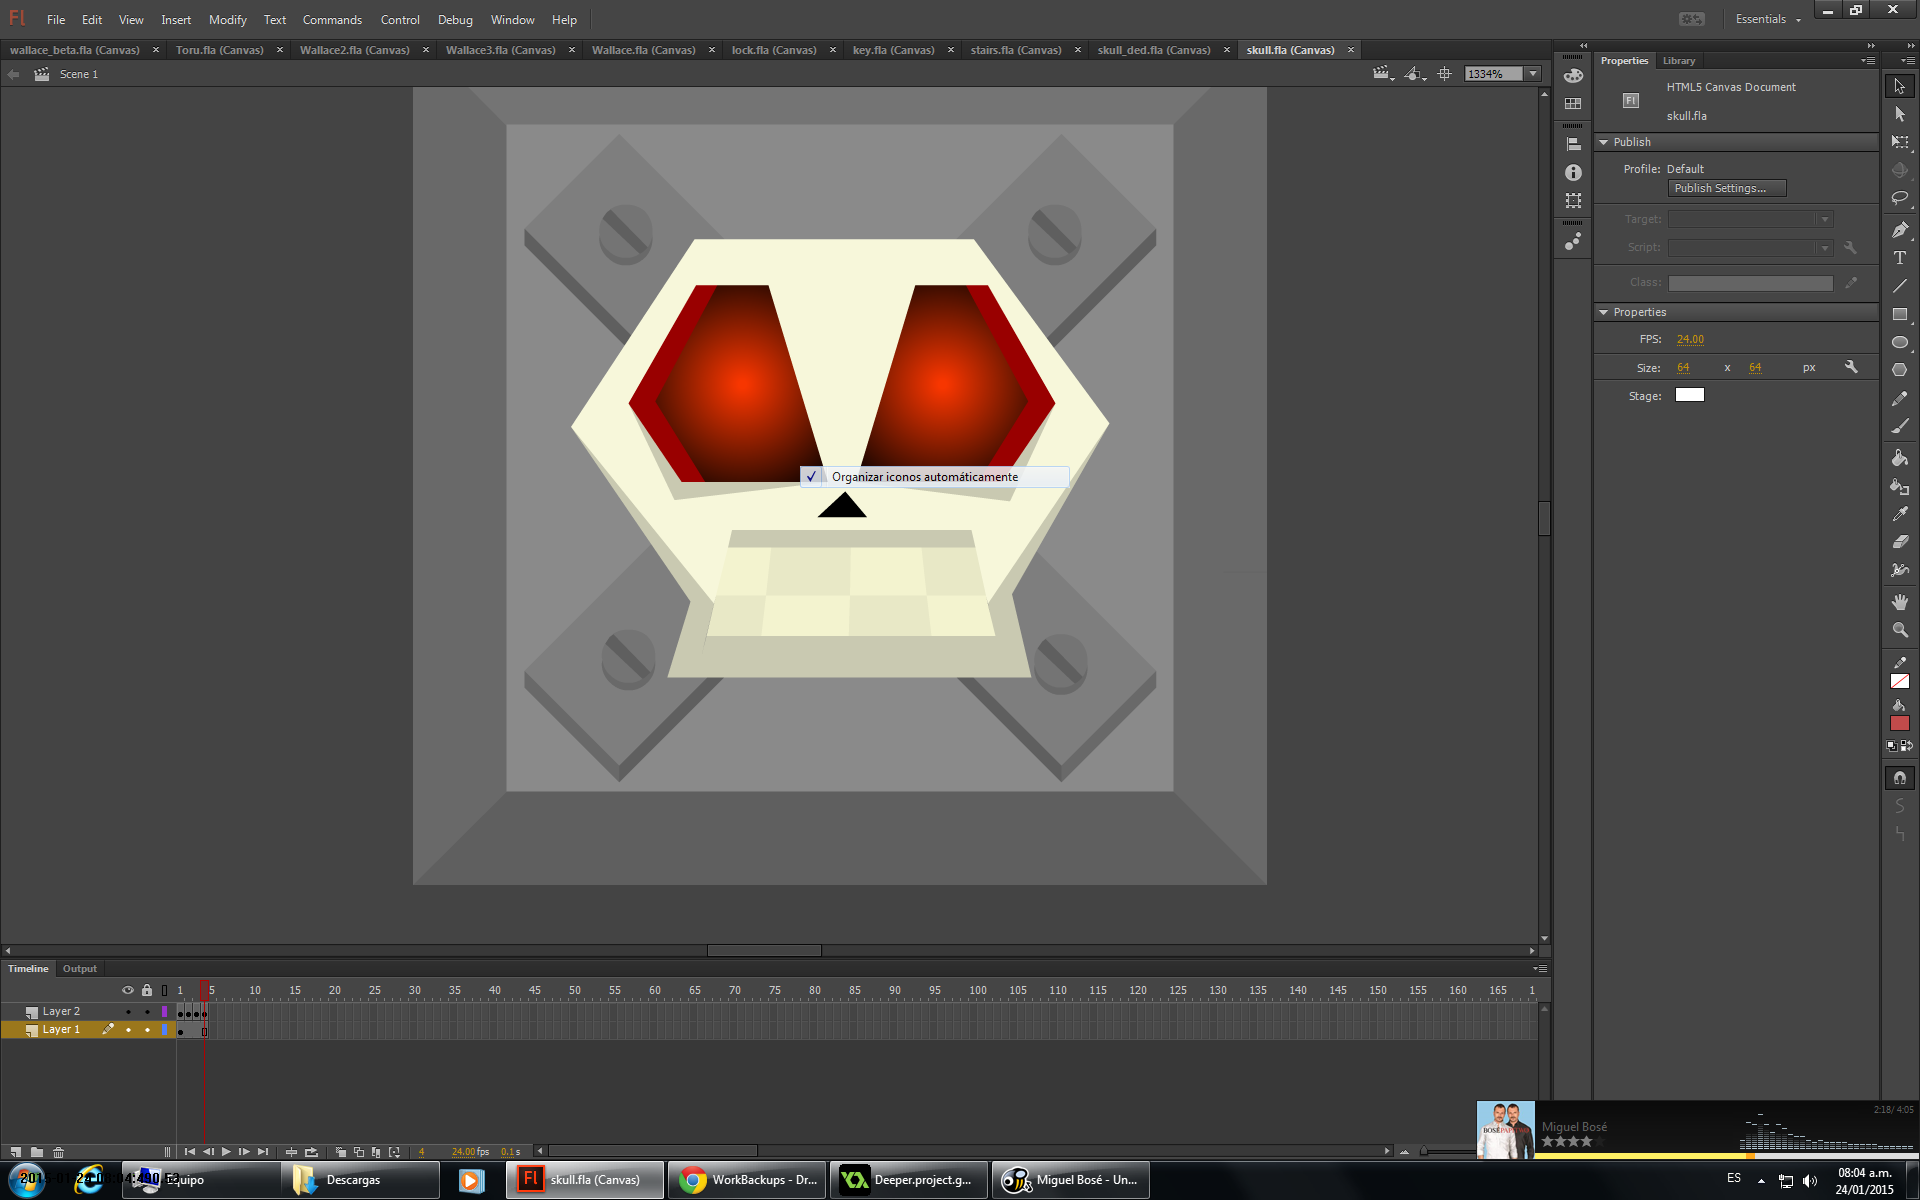 Fl File Edit View Insert Modify Text Commands Control Debug Window Help Essentials
wallace_beta.fla (Canvas) × Toru.fla (Canvas) × Wallace2.fla (Canvas) × Wallace3.fla (Canvas) × Wallace.fla (Canvas) × lock.fla (Canvas) × key.fla (Canvas) × stairs.fla (Canvas) × skull_ded.fla (Canvas) × skull.fla (Canvas) ×
Scene 1
1334%
Properties Library
HTML5 Canvas Document
Fl
skull.fla
Publish
Profile: Default
Publish Settings...
Target:
Script:
Class:
Properties
FPS: 24.00
Size: 64 x 64 px
Stage:
✓ Organizar iconos automáticamente
Timeline Output
1 5 10 15 20 25 30 35 40 45 50 55 60 65 70 75 80 85 90 95 100 105 110 115 120 125 130 135 140 145 150 155 160 165 1
Layer 2
Layer 1
4 24.00 fps 0.1 s
2:18/ 4:05
Miguel Bosé
skull.fla (Canvas)
Descargas
WorkBackups - Dr...
Deeper.project.g...
Miguel Bosé - Un...
ES
08:04 a.m.
24/01/2015